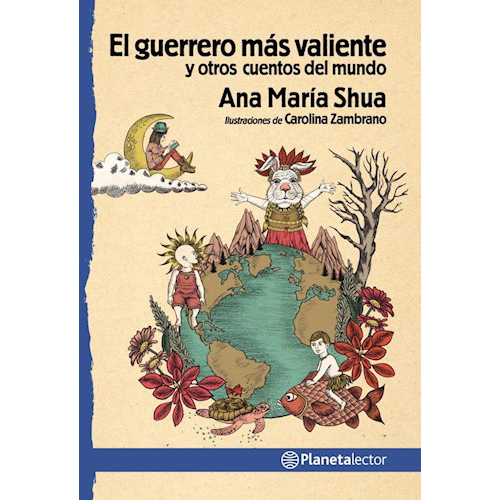 El guerrero más valiente
y otros cuentos del mundo
Ana María Shua
Ilustraciones de Carolina Zambrano
Planetalector